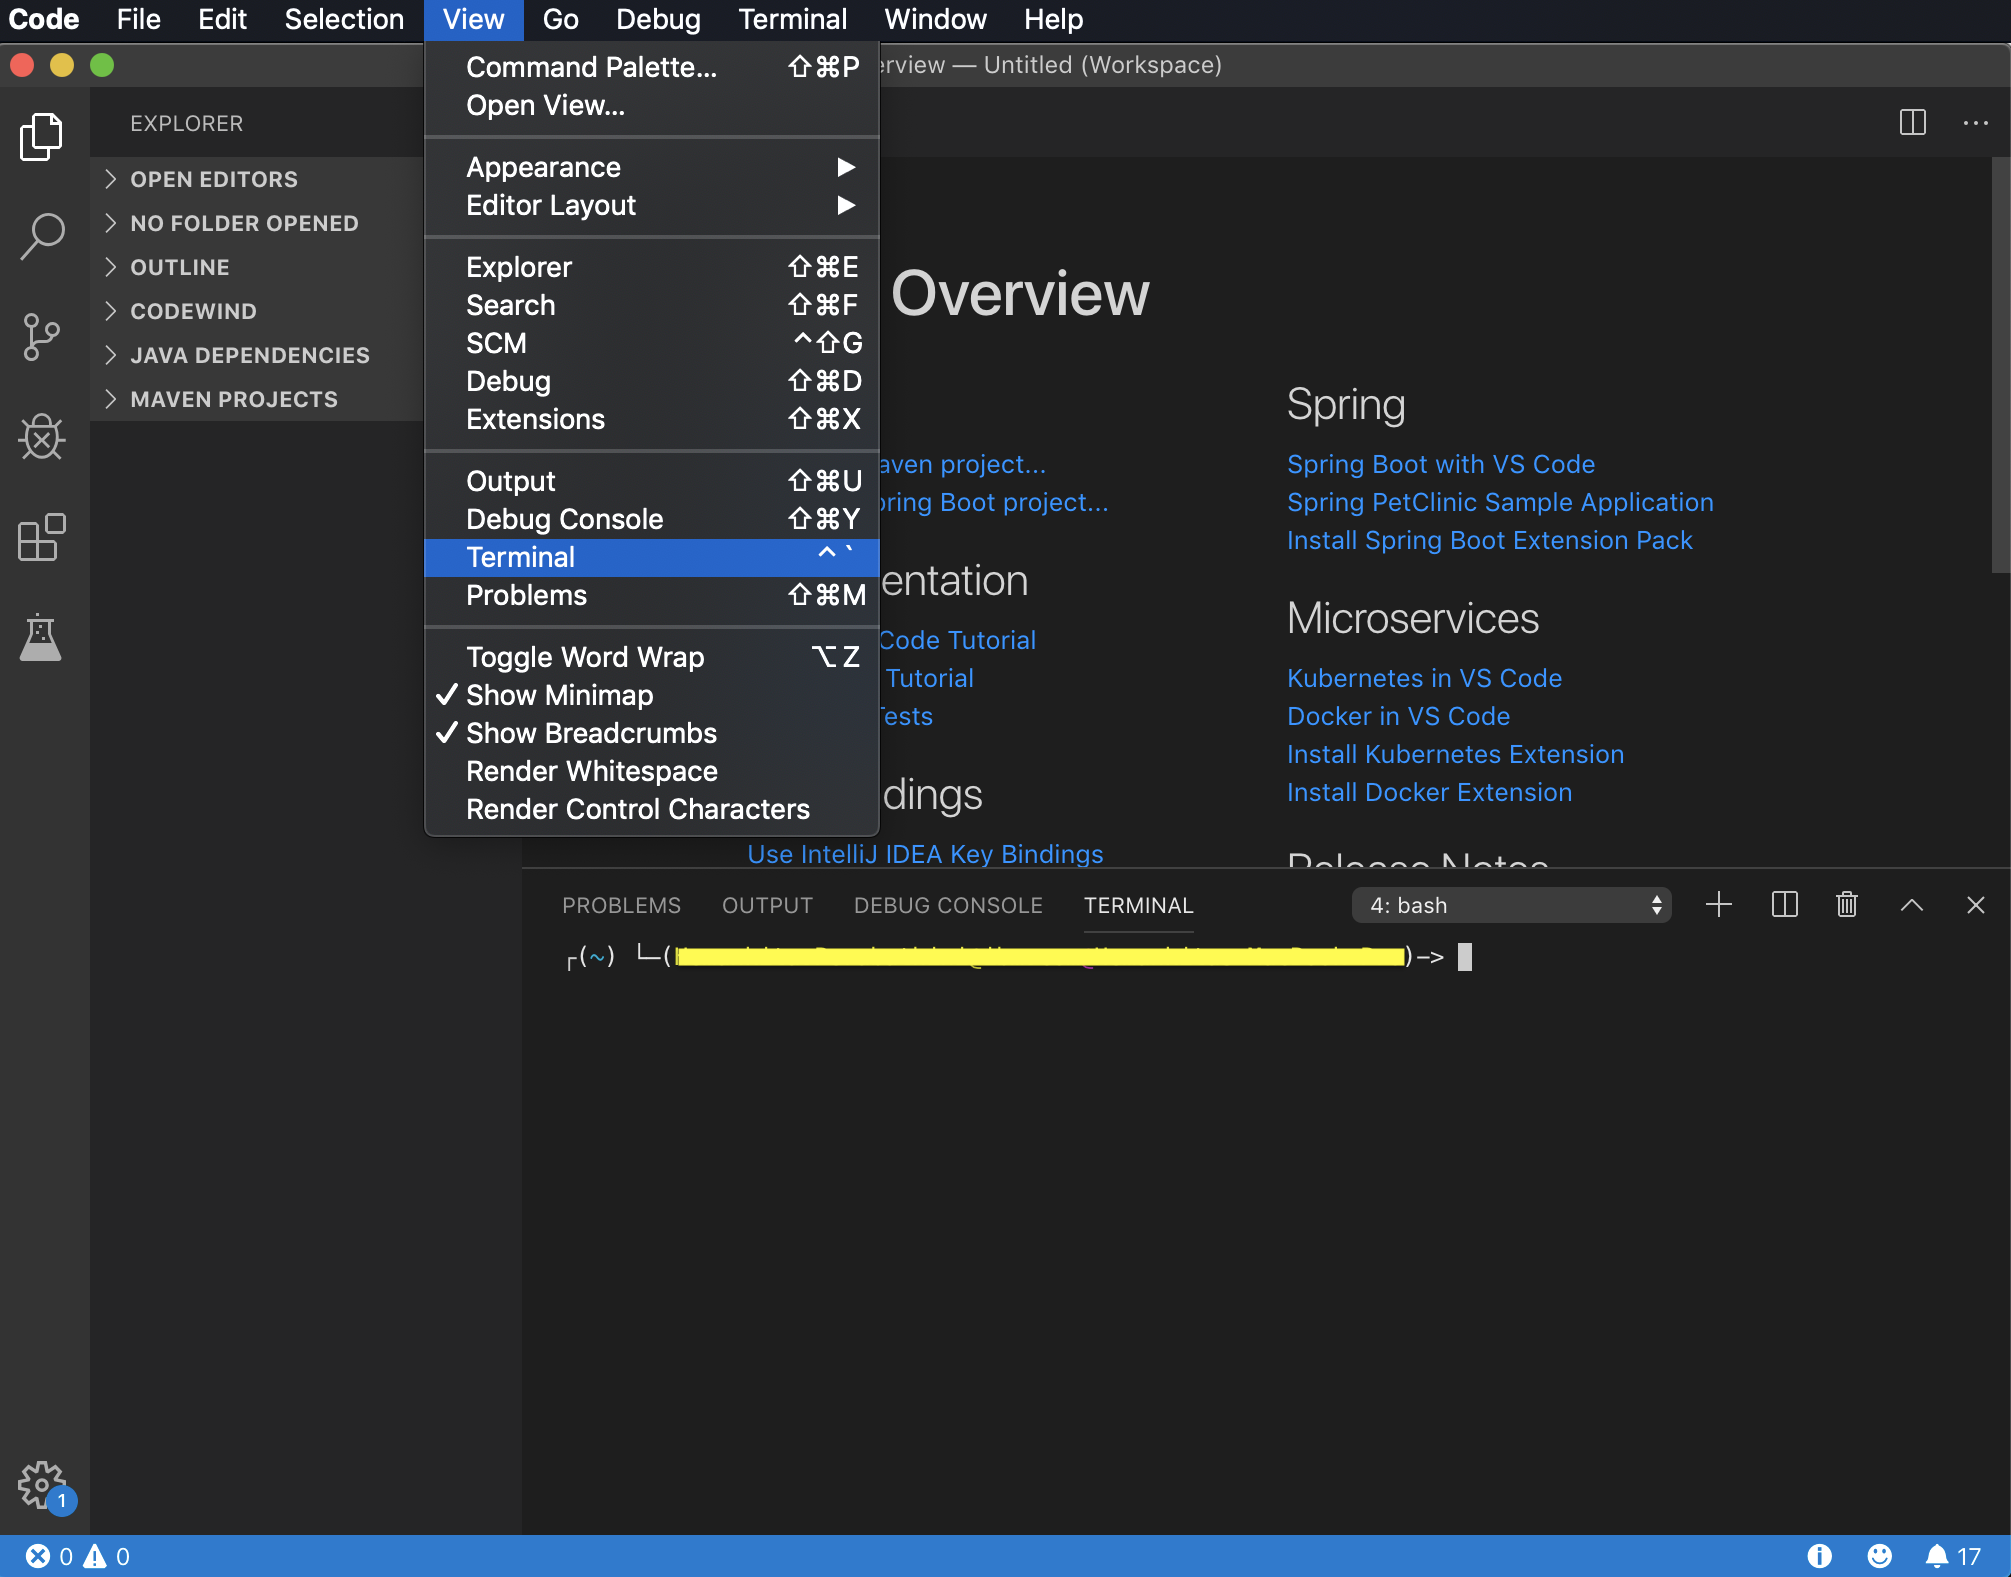 Code File Edit Selection View Go Debug Terminal Window Help
erview — Untitled (Workspace)
EXPLORER
OPEN EDITORS
NO FOLDER OPENED
OUTLINE
CODEWIND
JAVA DEPENDENCIES
MAVEN PROJECTS
Command Palette... ⇧⌘P
Open View...
Appearance ▶
Editor Layout ▶
Explorer ⇧⌘E
Search ⇧⌘F
SCM ^⇧G
Debug ⇧⌘D
Extensions ⇧⌘X
Output ⇧⌘U
Debug Console ⇧⌘Y
Terminal ^`
Problems ⇧⌘M
Toggle Word Wrap ⌥Z
✓ Show Minimap
✓ Show Breadcrumbs
Render Whitespace
Render Control Characters
Overview
aven project...
ring Boot project...
entation
Code Tutorial
Tutorial
ests
dings
Use IntelliJ IDEA Key Bindings
Spring
Spring Boot with VS Code
Spring PetClinic Sample Application
Install Spring Boot Extension Pack
Microservices
Kubernetes in VS Code
Docker in VS Code
Install Kubernetes Extension
Install Docker Extension
Release Notes
PROBLEMS OUTPUT DEBUG CONSOLE TERMINAL 4: bash
┌(~) └─( )->
1
0 0 17